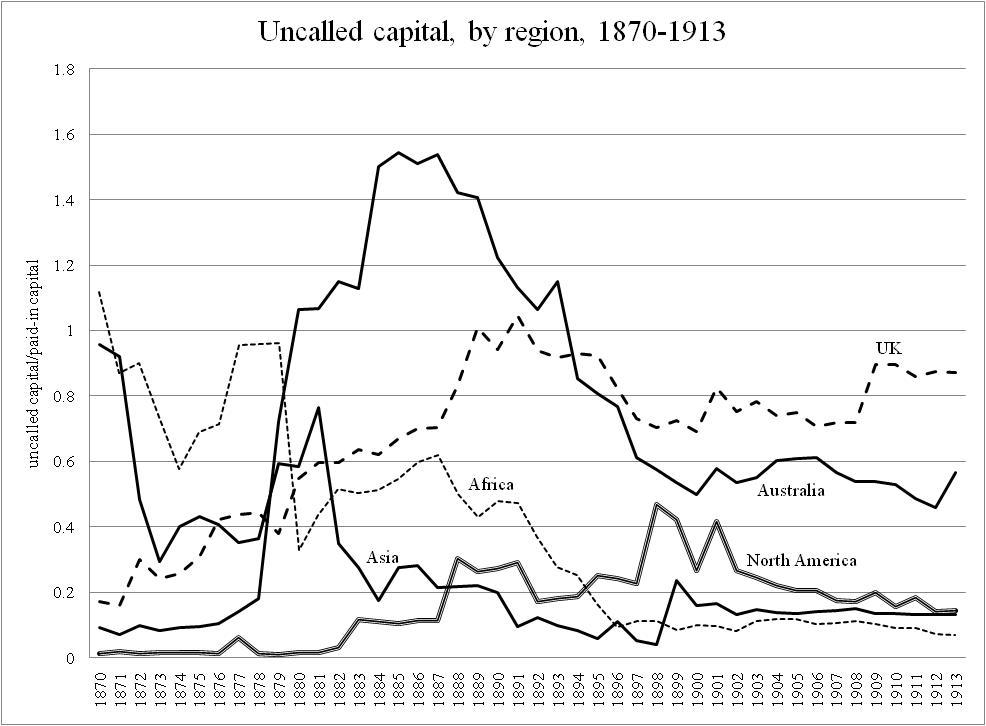 Uncalled capital, by region, 1870-1913
uncalled capital/paid-in capital
1.8
1.6
1.4
1.2
1
0.8
0.6
0.4
0.2
0
UK
Africa
Australia
Asia
North America
1870 1871 1872 1873 1874 1875 1876 1877 1878 1879 1880 1881 1882 1883 1884 1885 1886 1887 1888 1889 1890 1891 1892 1893 1894 1895 1896 1897 1898 1899 1900 1901 1902 1903 1904 1905 1906 1907 1908 1909 1910 1911 1912 1913